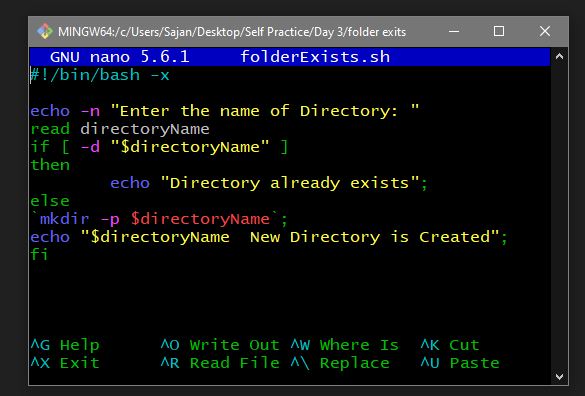 MINGW64:/c/Users/Sajan/Desktop/Self Practice/Day 3/folder exits
GNU nano 5.6.1     folderExists.sh
#!/bin/bash -x
echo -n "Enter the name of Directory: "
read directoryName
if [ -d "$directoryName" ]
then
        echo "Directory already exists";
else
`mkdir -p $directoryName`;
echo "$directoryName  New Directory is Created";
fi
^G Help      ^O Write Out ^W Where Is  ^K Cut
^X Exit      ^R Read File ^\ Replace   ^U Paste